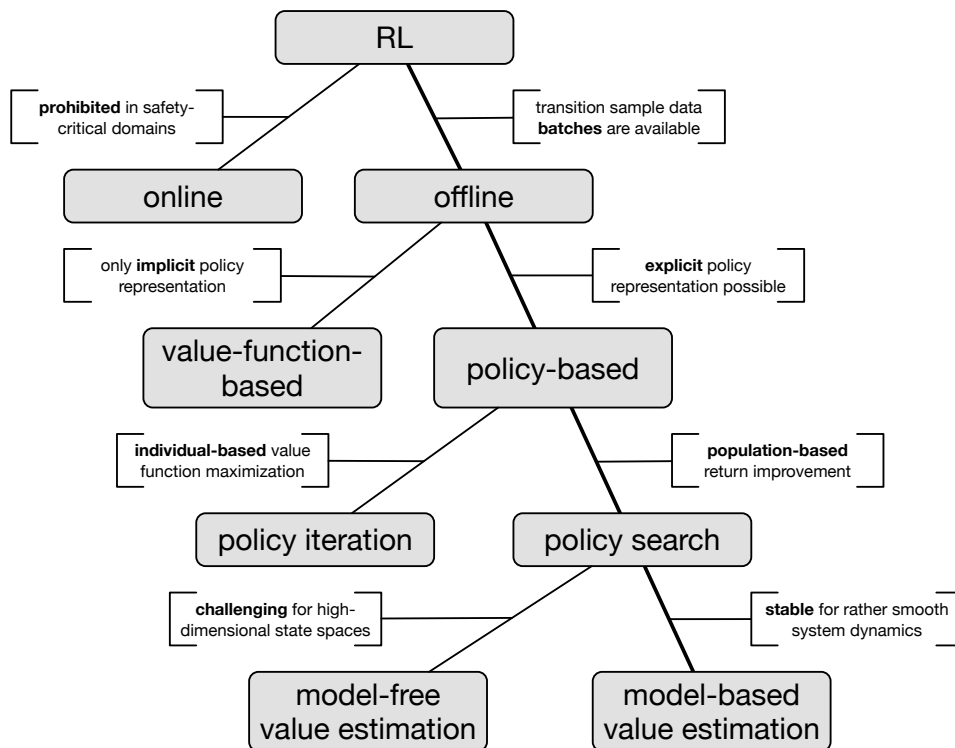 RL
prohibited in safety-
critical domains
transition sample data
batches are available
online
offline
only implicit policy
representation
explicit policy
representation possible
value-function-
based
policy-based
individual-based value
function maximization
population-based
return improvement
policy iteration
policy search
challenging for high-
dimensional state spaces
stable for rather smooth
system dynamics
model-free
value estimation
model-based
value estimation